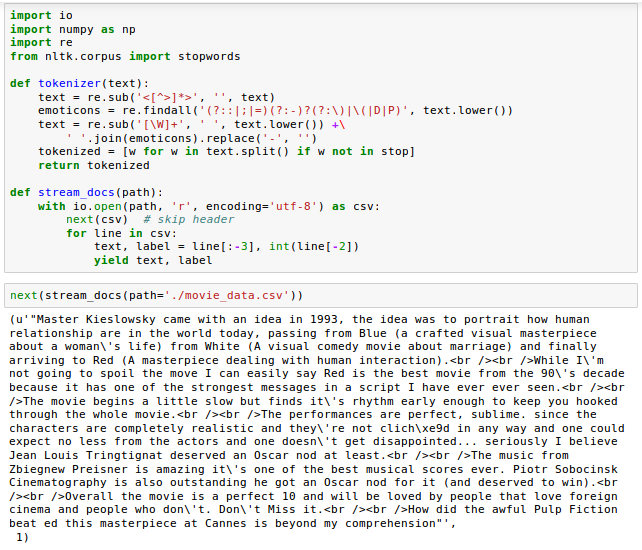 import io
import numpy as np
import re
from nltk.corpus import stopwords
def tokenizer(text):
    text = re.sub('<[^>]*>', '', text)
    emoticons = re.findall('(?::|;|=)(?:-)?(?:\)|\(|D|P)', text.lower())
    text = re.sub('[\W]+', ' ', text.lower()) +\
        ' '.join(emoticons).replace('-', '')
    tokenized = [w for w in text.split() if w not in stop]
    return tokenized
def stream_docs(path):
    with io.open(path, 'r', encoding='utf-8') as csv:
        next(csv)  # skip header
        for line in csv:
            text, label = line[:-3], int(line[-2])
            yield text, label
next(stream_docs(path='./movie_data.csv'))
(u'"Master Kieslowsky came with an idea in 1993, the idea was to portrait how human
relationship are in the world today, passing from Blue (a crafted visual masterpiece
about a woman\'s life) from White (A visual comedy movie about marriage) and finally
arriving to Red (A masterpiece dealing with human interaction).<br /><br />While I\'m
not going to spoil the move I can easily say Red is the best movie from the 90\'s decade
because it has one of the strongest messages in a script I have ever ever seen.<br /><br
/>The movie begins a little slow but finds it\'s rhythm early enough to keep you hooked
through the whole movie.<br /><br />The performances are perfect, sublime. since the
characters are completely realistic and they\'re not clich\xe9d in any way and one could
expect no less from the actors and one doesn\'t get disappointed... seriously I believe
Jean Louis Tringtignat deserved an Oscar nod at least.<br /><br />The music from
Zbiegnew Preisner is amazing it\'s one of the best musical scores ever. Piotr Sobocinsk
Cinematography is also outstanding he got an Oscar nod for it (and deserved to win).<br
/><br />Overall the movie is a perfect 10 and will be loved by people that love foreign
cinema and people who don\'t. Don\'t Miss it.<br /><br />How did the awful Pulp Fiction
beat ed this masterpiece at Cannes is beyond my comprehension"',
 1)